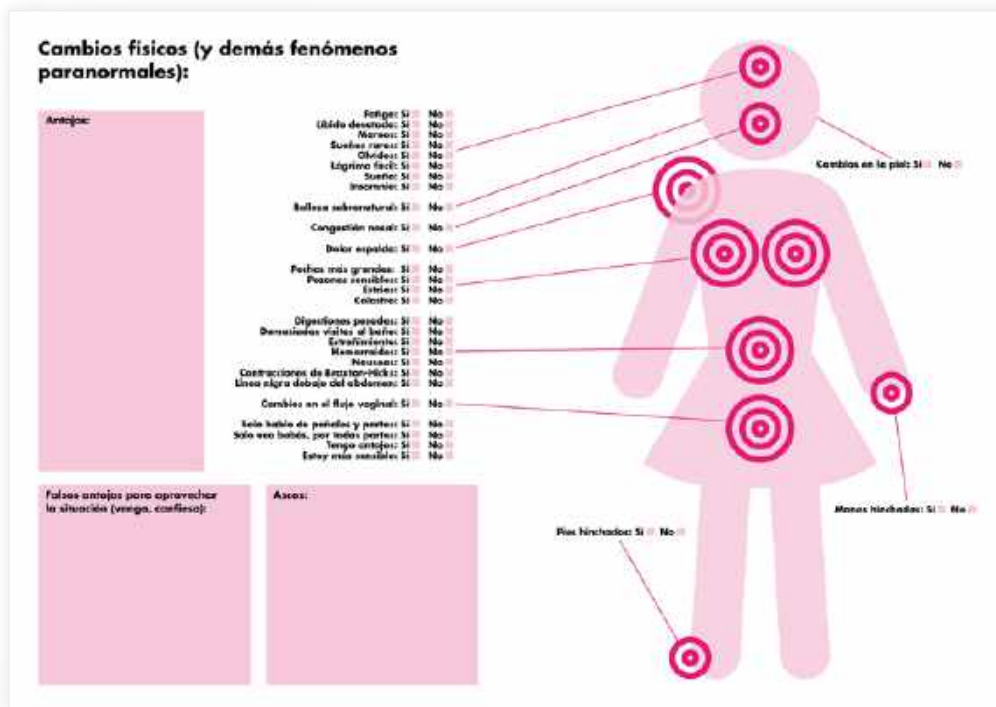 Cambios físicos (y demás fenómenos
paranormales):
Antojos:
Fatiga: Sí No
Libido desatada: Sí No
Mareos: Sí No
Sueños raros: Sí No
Olvidos: Sí No
Lágrima fácil: Sí No
Sueño: Sí No
Insomnio: Sí No
Belleza sobrenatural: Sí No
Congestión nasal: Sí No
Dolor espalda: Sí No
Pechos más grandes: Sí No
Pezones sensibles: Sí No
Estrías: Sí No
Calostro: Sí No
Digestiones pesadas: Sí No
Demasiadas visitas al baño: Sí No
Estreñimiento: Sí No
Hemorroides: Sí No
Nauseas: Sí No
Contracciones de Braxton-Hicks: Sí No
Línea nigra debajo del abdomen: Sí No
Cambios en el flujo vaginal: Sí No
Solo hablo de pañales y partos: Sí No
Solo veo bebés, por todas partes: Sí No
Tengo antojos: Sí No
Estoy más sensible: Sí No
Cambios en la piel: Sí No
Manos hinchadas: Sí No
Pies hinchados: Sí No
Falsos antojos para aprovechar
la situación (venga, confiesa):
Ascos: